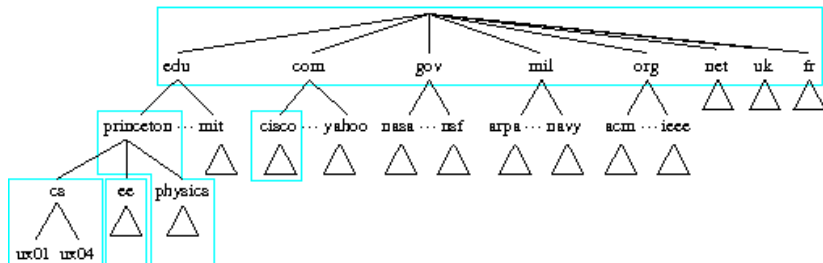 edu com gov mil org net uk fr
princeton ··· mit cisco ··· yahoo nasa ··· nsf arpa ··· navy acm ··· ieee
cs ee physics
ux01 ux04